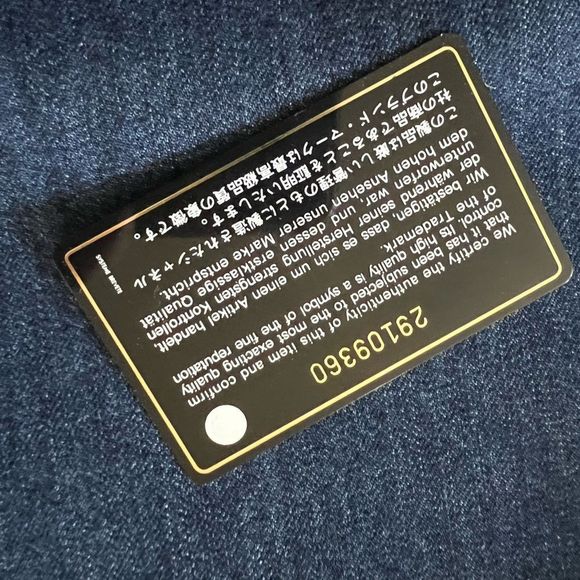 29109360
We certify the authenticity of this item and confirm
that it has been subjected to the most exacting quality
control. Its high quality is a symbol of the fine reputation
of the Trademark.
Wir bestätigen, dass es sich um einen Artikel handelt,
der während seiner Herstellung strengsten Kontrollen
unterworfen war, und dessen erstklassige Qualität
dem hohen Ansehen unserer Marke entspricht.
この製品は厳しい管理のもとに製造されたシャネル
社の商品であることを証明いたします。
このブランド・マークは最高級品質の象徴です。